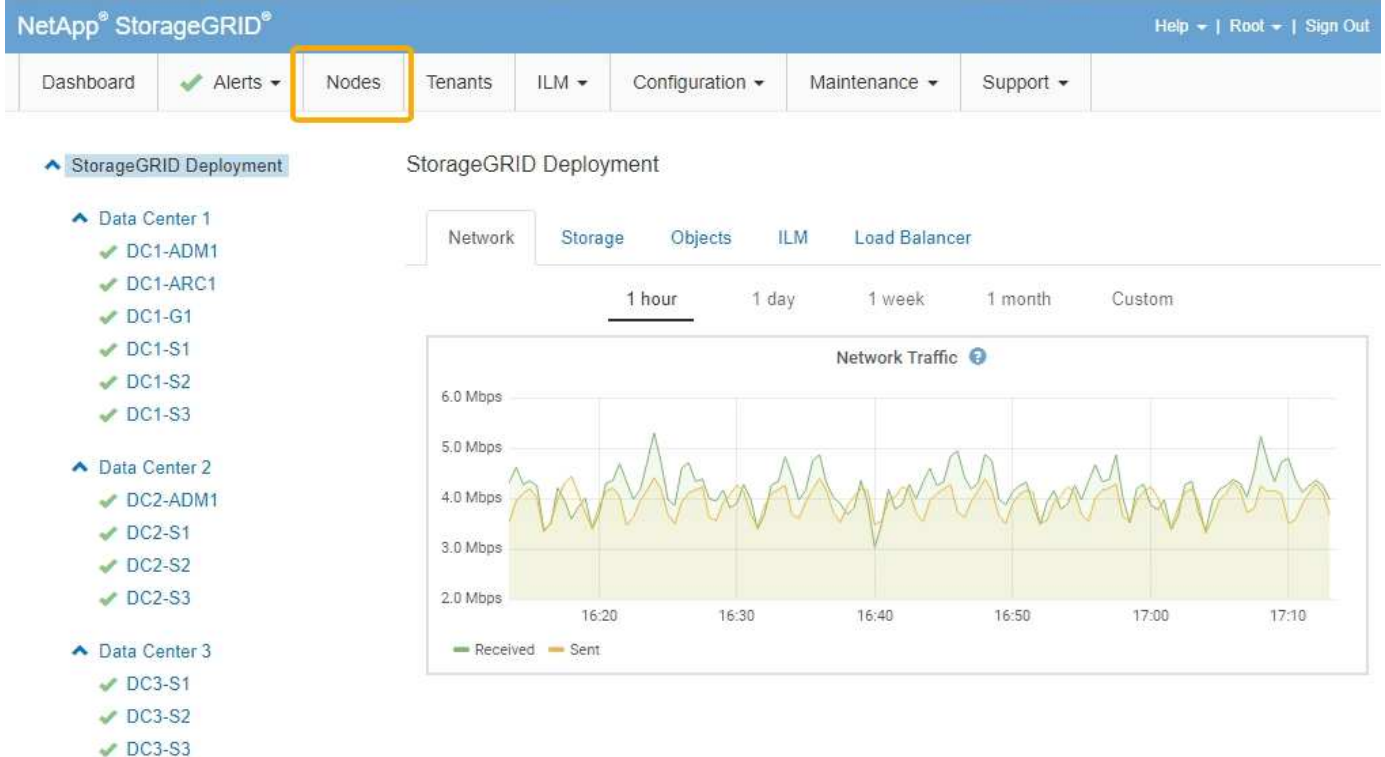 NetApp® StorageGRID®
Help | Root | Sign Out
Dashboard Alerts Nodes Tenants ILM Configuration Maintenance Support
StorageGRID Deployment
Data Center 1
DC1-ADM1
DC1-ARC1
DC1-G1
DC1-S1
DC1-S2
DC1-S3
Data Center 2
DC2-ADM1
DC2-S1
DC2-S2
DC2-S3
Data Center 3
DC3-S1
DC3-S2
DC3-S3
StorageGRID Deployment
Network Storage Objects ILM Load Balancer
1 hour 1 day 1 week 1 month Custom
Network Traffic ?
6.0 Mbps
5.0 Mbps
4.0 Mbps
3.0 Mbps
2.0 Mbps
16:20 16:30 16:40 16:50 17:00 17:10
Received Sent